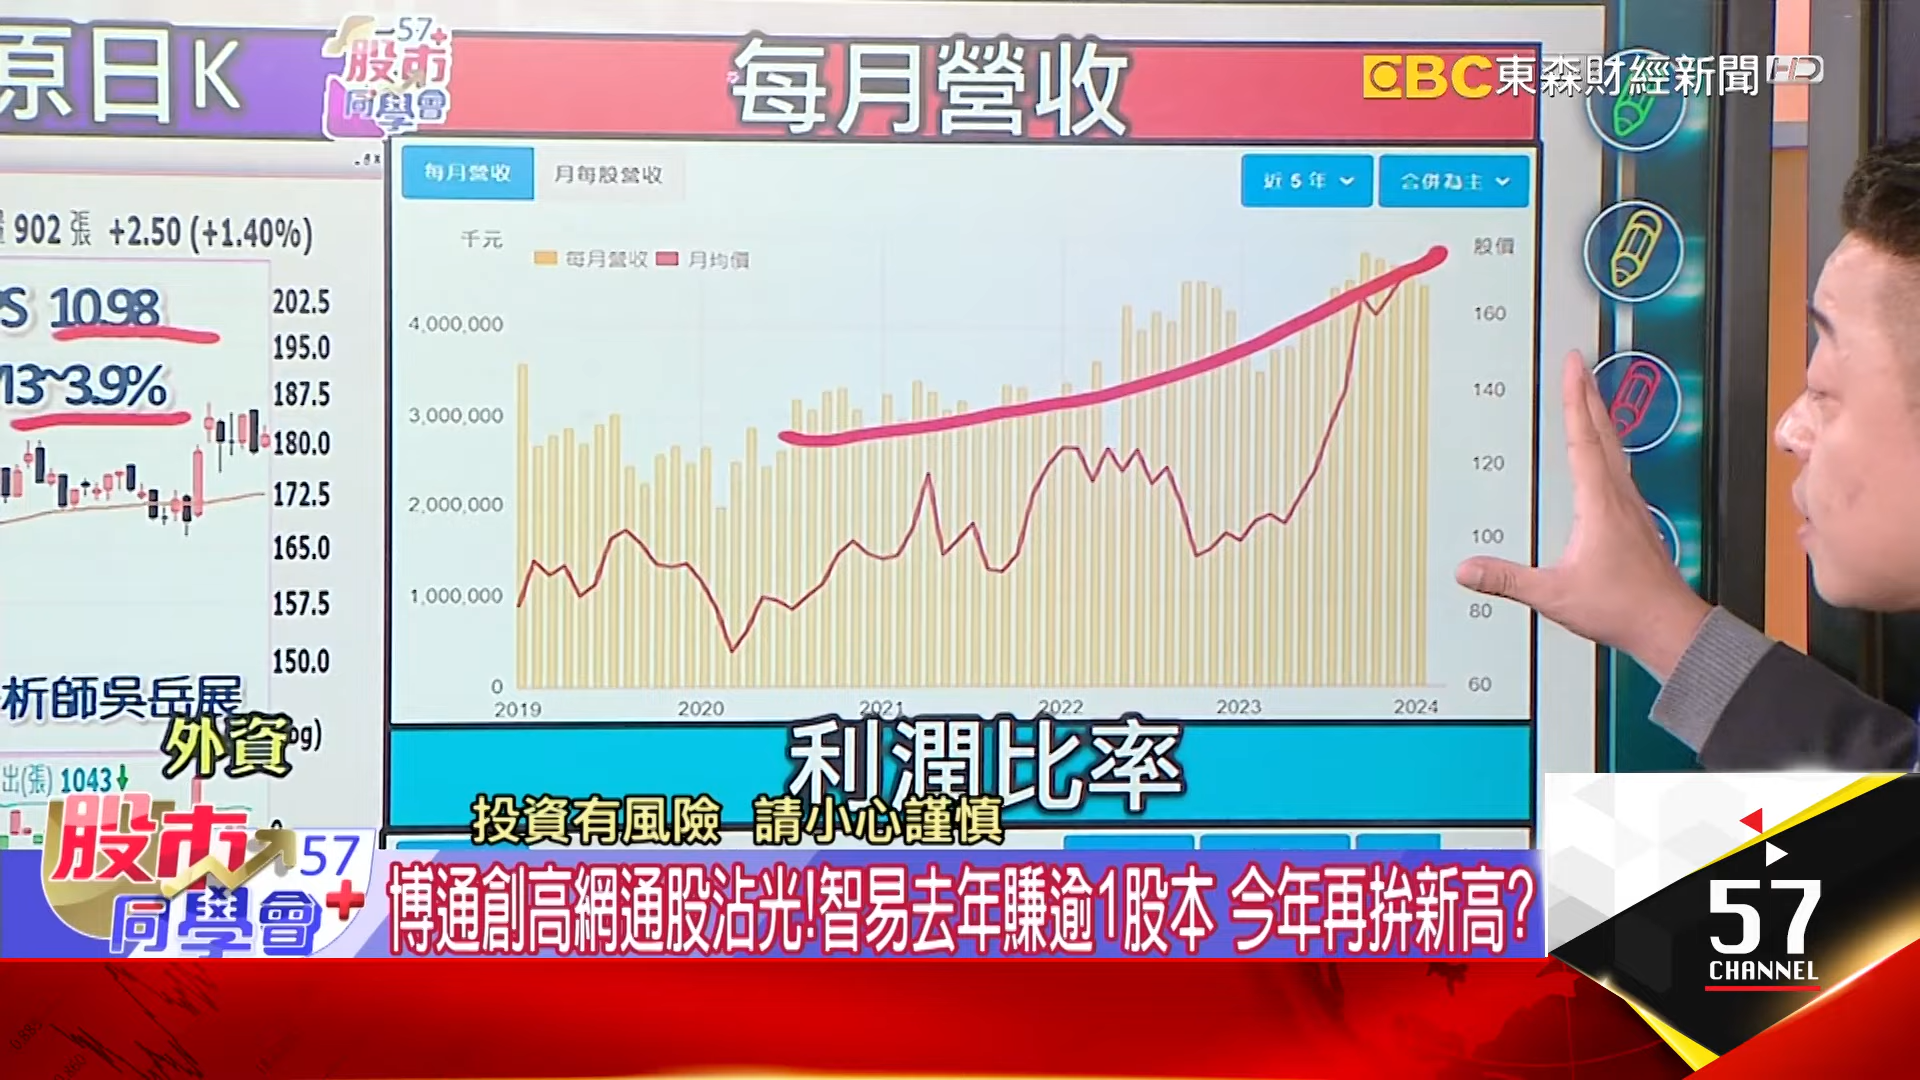 原日K
57+
股市
同學會
每月營收
EBC東森財經新聞HD
每月營收
月每股營收
近 5 年
合併為主
902 張 +2.50 (+1.40%)
千元
每月營收
月均價
股價
10.98
3~3.9%
202.5
195.0
187.5
180.0
172.5
165.0
157.5
150.0
4,000,000
3,000,000
2,000,000
1,000,000
0
160
140
120
100
80
60
2019
2020
2021
2022
2023
2024
析師吳岳展
外資
出(張) 1043↓
利潤比率
投資有風險 請小心謹慎
股市 57
同學會+
博通創高網通股沾光!智易去年賺逾1股本 今年再拚新高?
57
CHANNEL